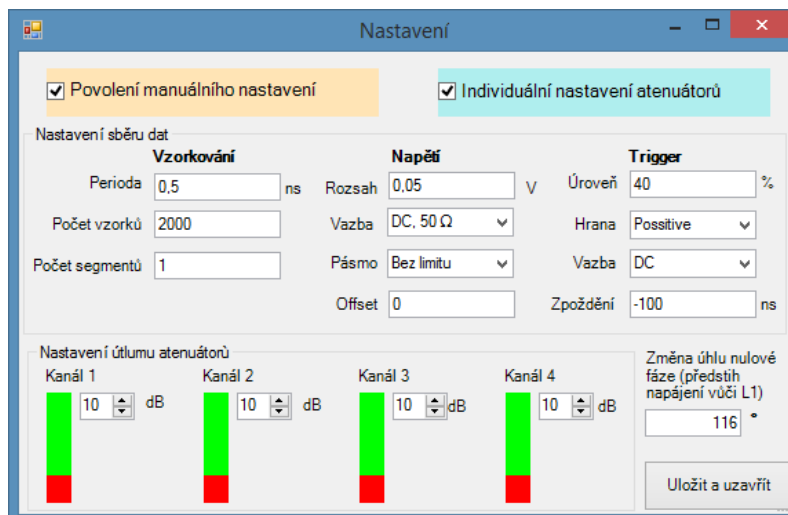 Nastavení
Povolení manuálního nastavení
Individuální nastavení atenuátorů
Nastavení sběru dat
Vzorkování Napětí Trigger
Perioda 0,5 ns Rozsah 0,05 V Úroveň 40 %
Počet vzorků 2000 Vazba DC, 50 Ω Hrana Possitive
Počet segmentů 1 Pásmo Bez limitu Vazba DC
Offset 0 Zpoždění -100 ns
Nastavení útlumu atenuátorù
Kanál 1 Kanál 2 Kanál 3 Kanál 4
10 dB 10 dB 10 dB 10 dB
Změna úhlu nulové
fáze (předstih
napájení vůči L1)
116 °
Uložit a uzavřít